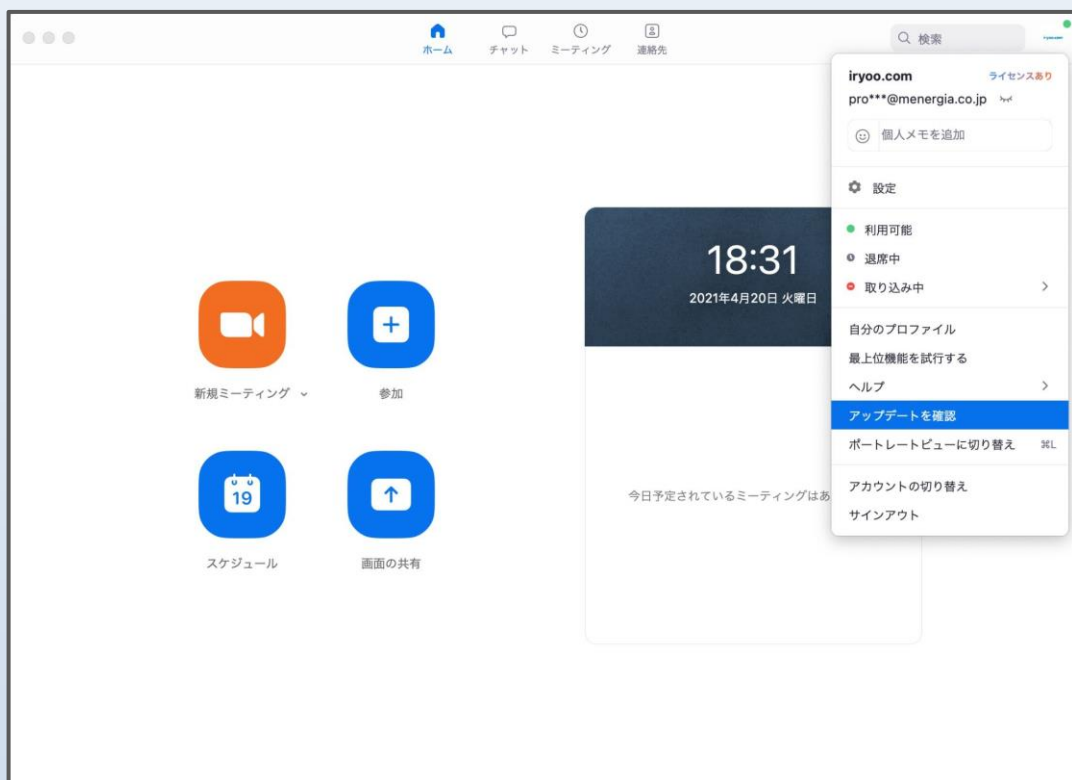 ホーム
チャット
ミーティング
連絡先
検索
iryoo.com ライセンスあり
pro***@menergia.co.jp
個人メモを追加
設定
利用可能
退席中
取り込み中
自分のプロファイル
最上位機能を試行する
ヘルプ
アップデートを確認
ポートレートビューに切り替え ⌘L
アカウントの切り替え
サインアウト
18:31
2021年4月20日 火曜日
今日予定されているミーティングはあ
新規ミーティング
参加
19
スケジュール
画面の共有